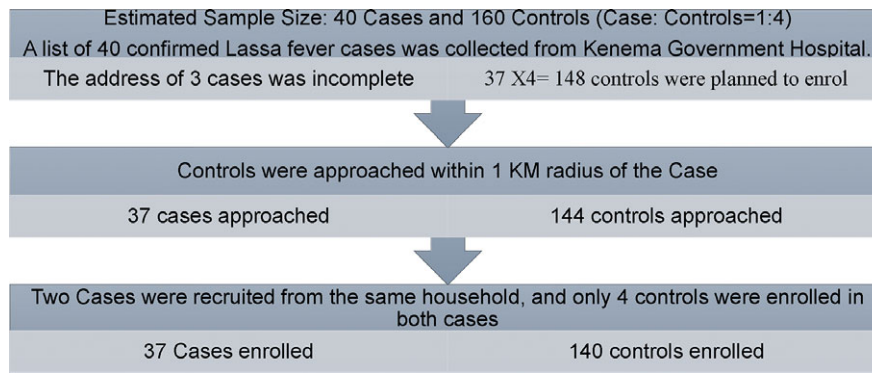 Estimated Sample Size: 40 Cases and 160 Controls (Case: Controls=1:4)
A list of 40 confirmed Lassa fever cases was collected from Kenema Government Hospital.
The address of 3 cases was incomplete
37 X4= 148 controls were planned to enrol
Controls were approached within 1 KM radius of the Case
37 cases approached
144 controls approached
Two Cases were recruited from the same household, and only 4 controls were enrolled in
both cases
37 Cases enrolled
140 controls enrolled